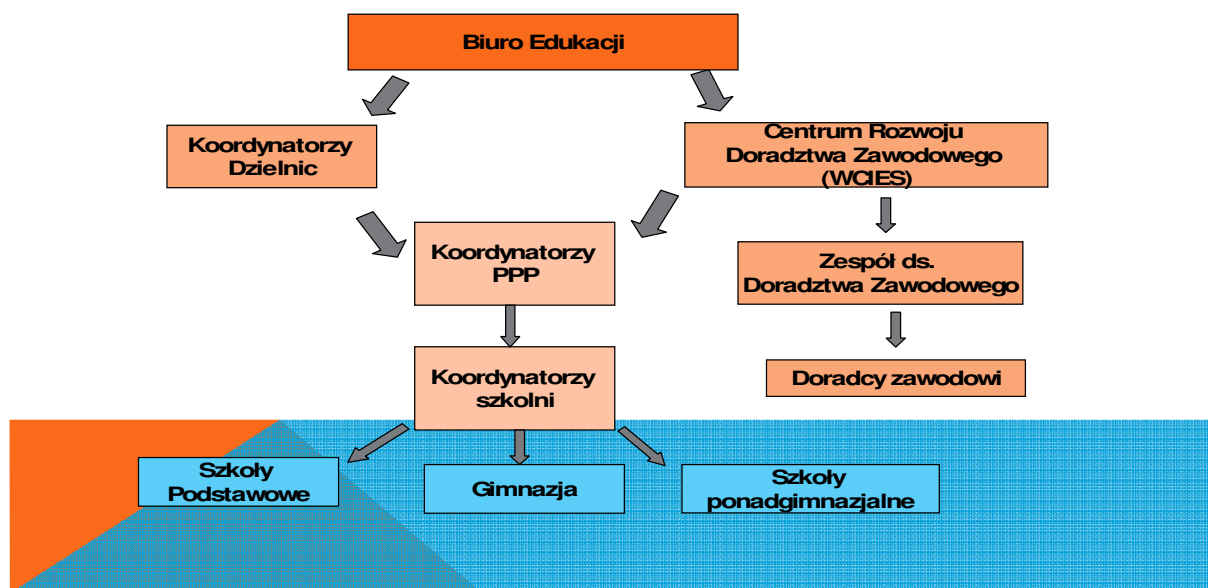 Biuro Edukacji
Koordynatorzy
Dzielnic
Centrum Rozwoju
Doradztwa Zawodowego
(WCIES)
Koordynatorzy
PPP
Zespół ds.
Doradztwa Zawodowego
Koordynatorzy
szkolni
Doradcy zawodowi
Szkoły
Podstawowe
Gimnazja
Szkoły
ponadgimnazjalne